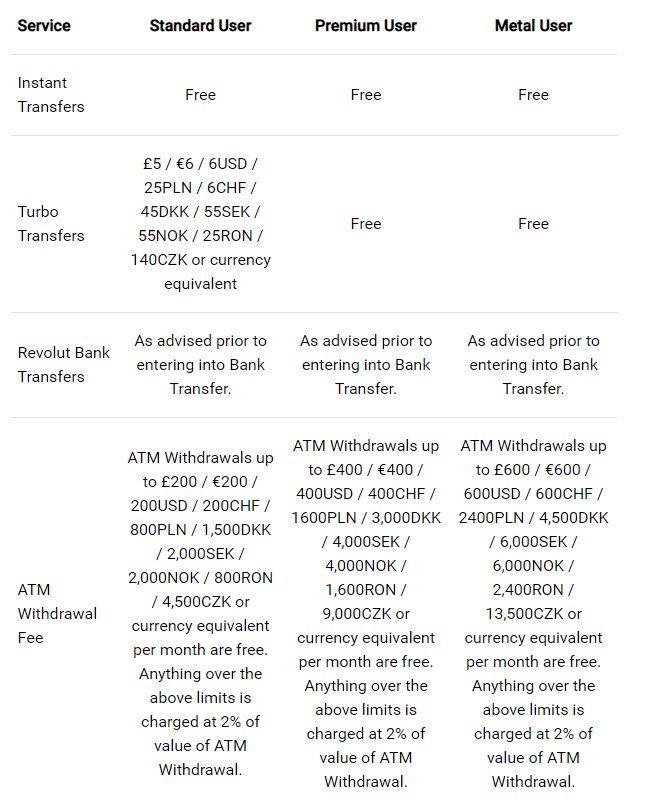 Service Standard User Premium User Metal User
Instant
Transfers
Free Free Free
Turbo
Transfers
£5 / €6 / 6USD /
25PLN / 6CHF /
45DKK / 55SEK /
55NOK / 25RON /
140CZK or currency
equivalent
Free
Free
Revolut Bank
Transfers
As advised prior to
entering into Bank
Transfer.
As advised prior to
entering into Bank
Transfer.
As advised prior to
entering into Bank
Transfer.
ATM
Withdrawal
Fee
ATM Withdrawals up
to £200 / €200 /
200USD / 200CHF /
800PLN / 1,500DKK
/ 2,000SEK /
2,000NOK / 800RON
/ 4,500CZK or
currency equivalent
per month are free.
Anything over the
above limits is
charged at 2% of
value of ATM
Withdrawal.
ATM Withdrawals up
to £400 / €400 /
400USD / 400CHF /
1600PLN / 3,000DKK
/ 4,000SEK /
4,000NOK /
1,600RON /
9,000CZK or
currency equivalent
per month are free.
Anything over the
above limits is
charged at 2% of
value of ATM
Withdrawal.
ATM Withdrawals up
to £600 / €600 /
600USD / 600CHF /
2400PLN / 4,500DKK
/ 6,000SEK /
6,000NOK /
2,400RON /
13,500CZK or
currency equivalent
per month are free.
Anything over the
above limits is
charged at 2% of
value of ATM
Withdrawal.